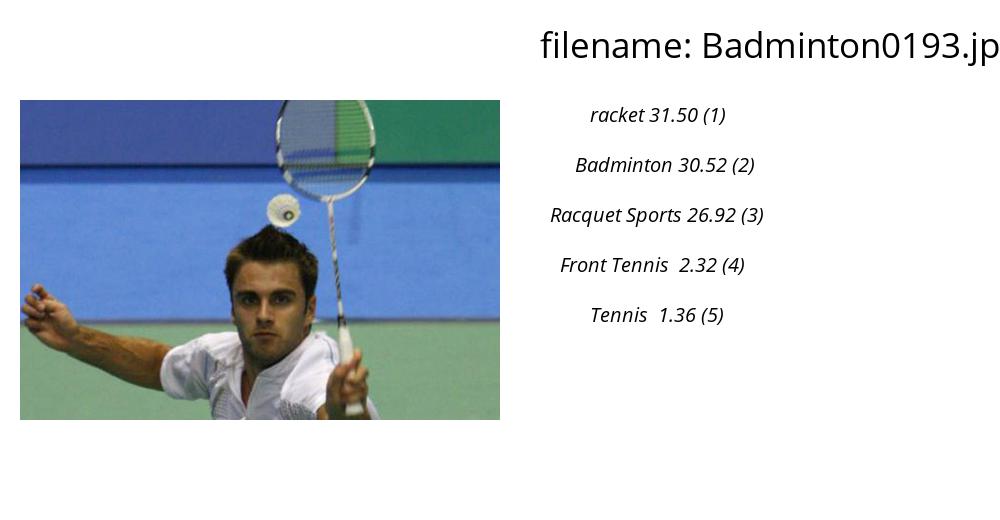 filename: Badminton0193.jp
racket 31.50 (1)
Badminton 30.52 (2)
Racquet Sports 26.92 (3)
Front Tennis 2.32 (4)
Tennis 1.36 (5)